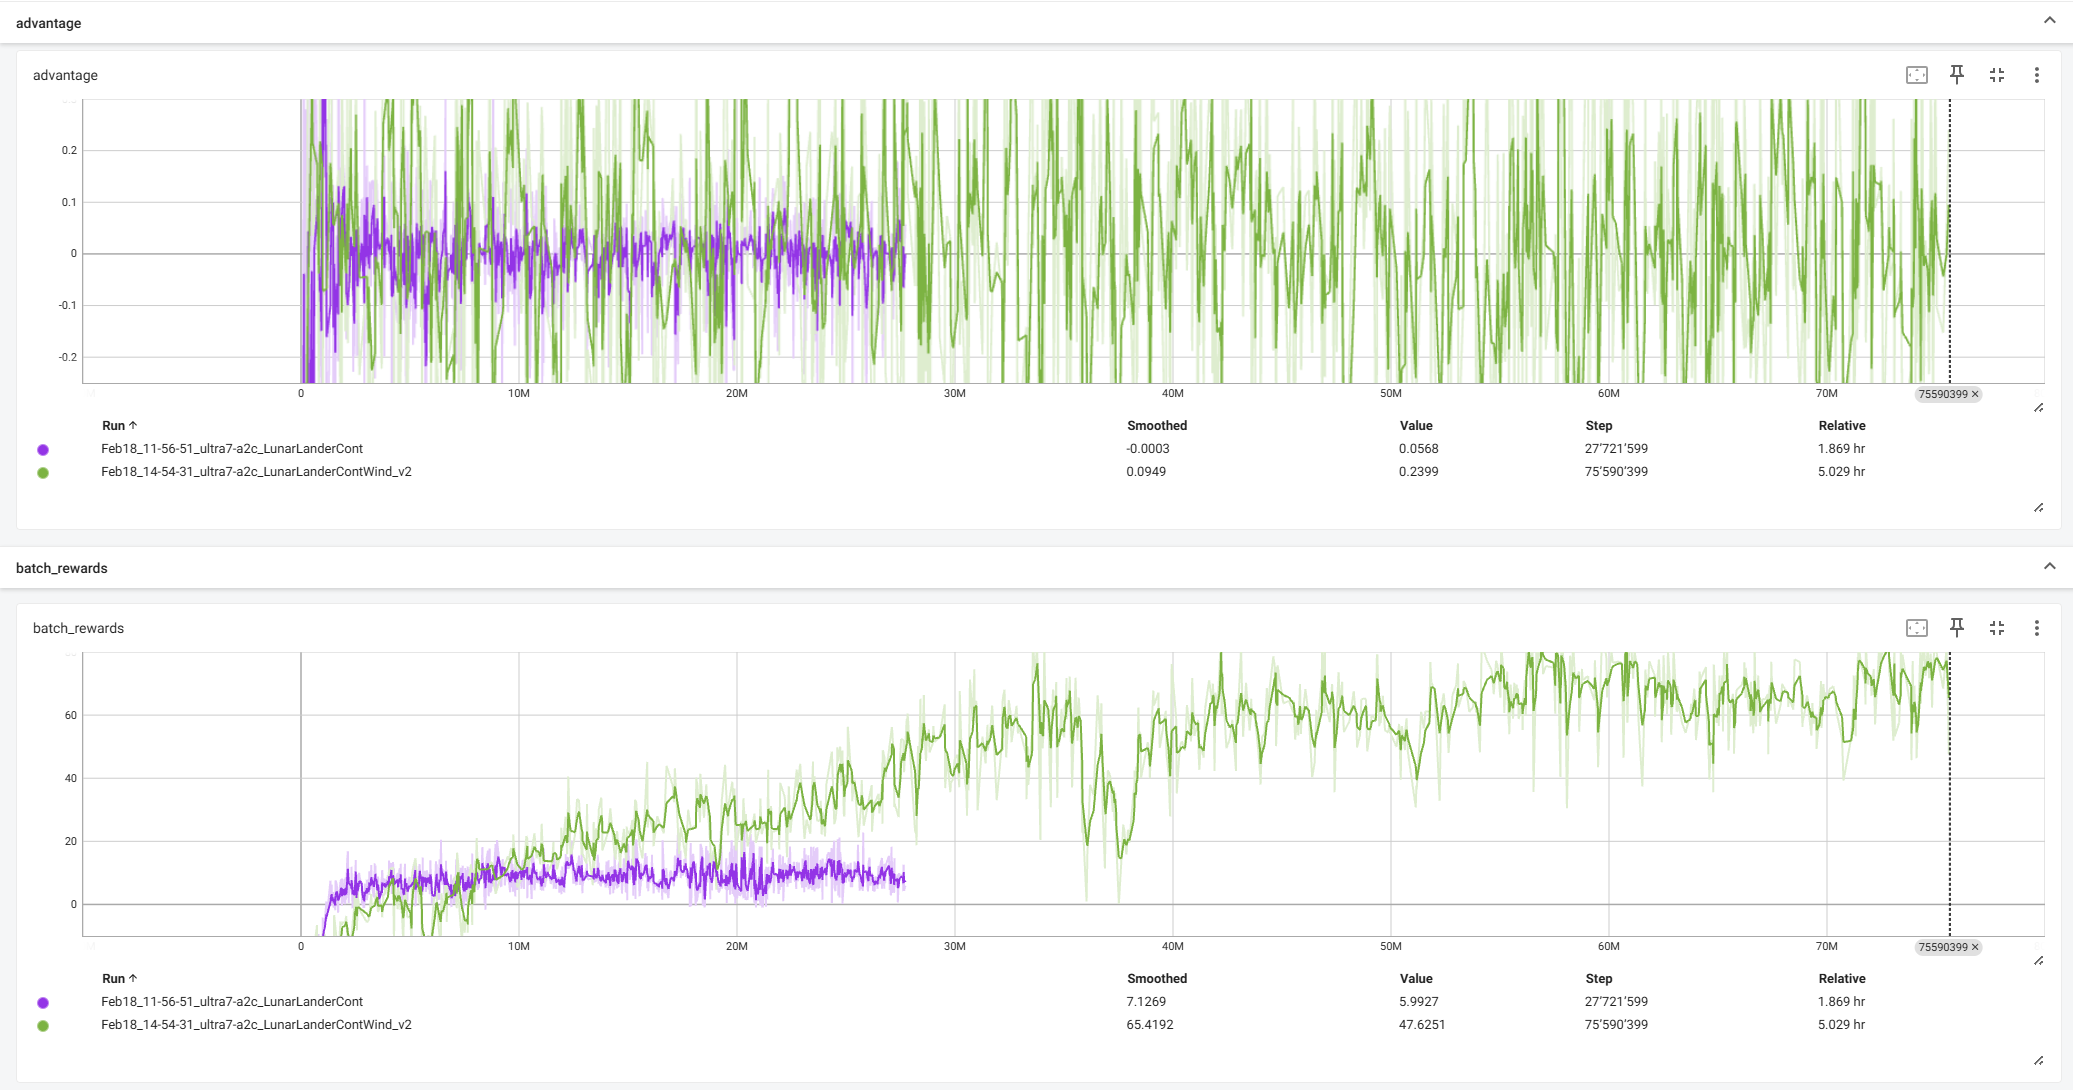 advantage
advantage
0.2
0.1
0
-0.1
-0.2
0 10M 20M 30M 40M 50M 60M 70M 75590399 ×
Run ↑ Smoothed Value Step Relative
Feb18_11-56-51_ultra7-a2c_LunarLanderCont -0.0003 0.0568 27'721'599 1.869 hr
Feb18_14-54-31_ultra7-a2c_LunarLanderContWind_v2 0.0949 0.2399 75'590'399 5.029 hr
batch_rewards
batch_rewards
60
40
20
0
0 10M 20M 30M 40M 50M 60M 70M 75590399 ×
Run ↑ Smoothed Value Step Relative
Feb18_11-56-51_ultra7-a2c_LunarLanderCont 7.1269 5.9927 27'721'599 1.869 hr
Feb18_14-54-31_ultra7-a2c_LunarLanderContWind_v2 65.4192 47.6251 75'590'399 5.029 hr